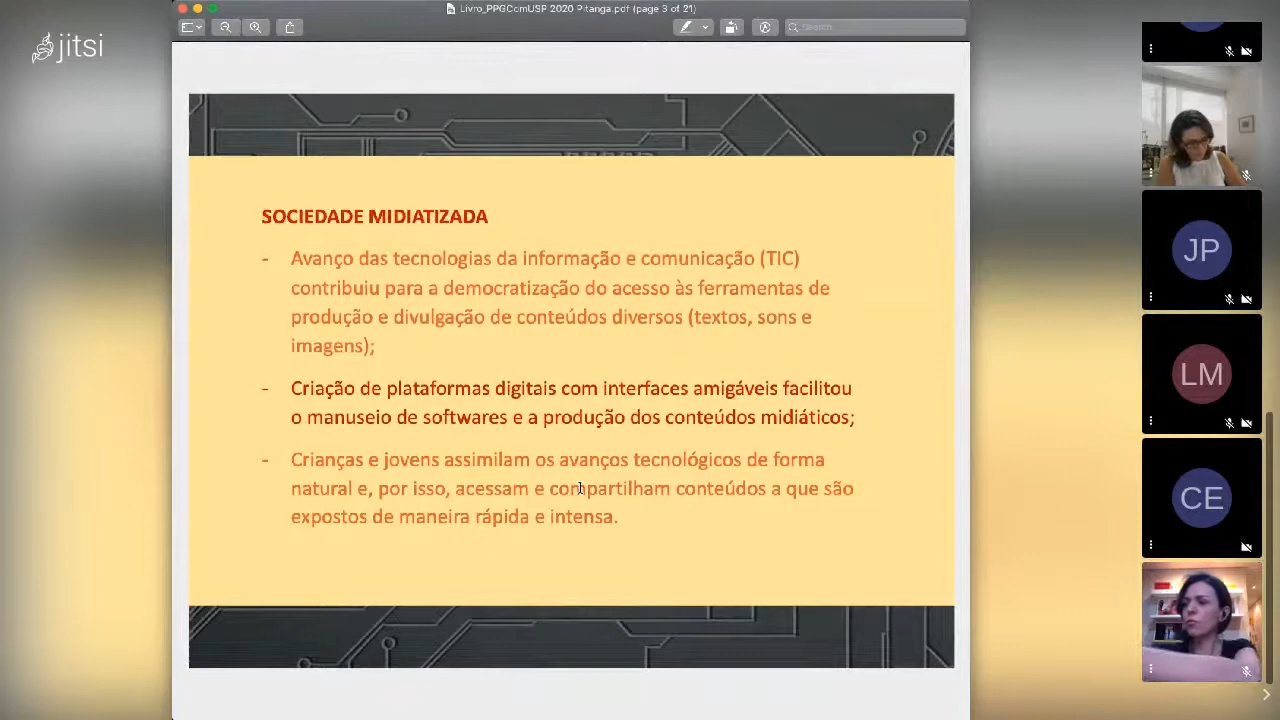 Livro_PPGComUSP 2020 Pitanga.pdf (page 3 of 21)
jitsi
Search
SOCIEDADE MIDIATIZADA
- Avanço das tecnologias da informação e comunicação (TIC)
contribuiu para a democratização do acesso às ferramentas de
produção e divulgação de conteúdos diversos (textos, sons e
imagens);
- Criação de plataformas digitais com interfaces amigáveis facilitou
o manuseio de softwares e a produção dos conteúdos midiáticos;
- Crianças e jovens assimilam os avanços tecnológicos de forma
natural e, por isso, acessam e compartilham conteúdos a que são
expostos de maneira rápida e intensa.
JP
LM
CE